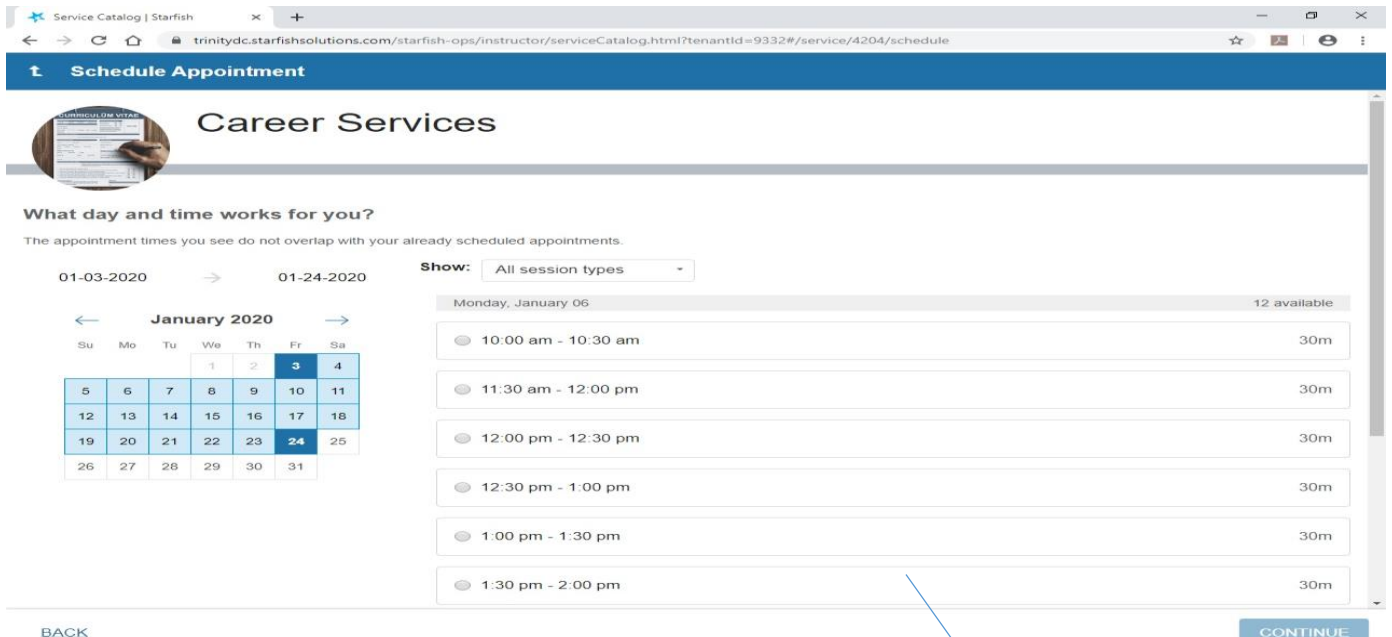 Service Catalog | Starfish
trinitydc.starfishsolutions.com/starfish-ops/instructor/serviceCatalog.html?tenantId=9332#/service/4204/schedule
Schedule Appointment
CURRICULUM VITAE
Career Services
What day and time works for you?
The appointment times you see do not overlap with your already scheduled appointments.
01-03-2020 → 01-24-2020
Show: All session types
← January 2020 →
Su Mo Tu We Th Fr Sa
1 2 3 4
5 6 7 8 9 10 11
12 13 14 15 16 17 18
19 20 21 22 23 24 25
26 27 28 29 30 31
Monday, January 06 12 available
10:00 am - 10:30 am 30m
11:30 am - 12:00 pm 30m
12:00 pm - 12:30 pm 30m
12:30 pm - 1:00 pm 30m
1:00 pm - 1:30 pm 30m
1:30 pm - 2:00 pm 30m
BACK CONTINUE